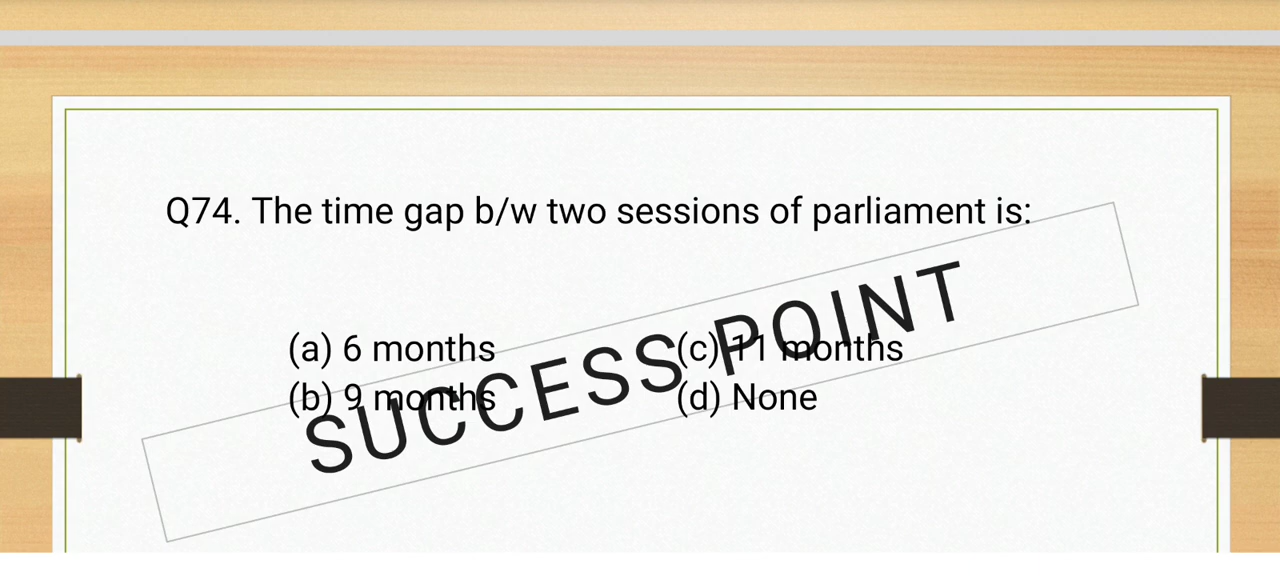 Q74. The time gap b/w two sessions of parliament is:
(a) 6 months (c) 11 months
(b) 9 months (d) None
SUCCESS POINT